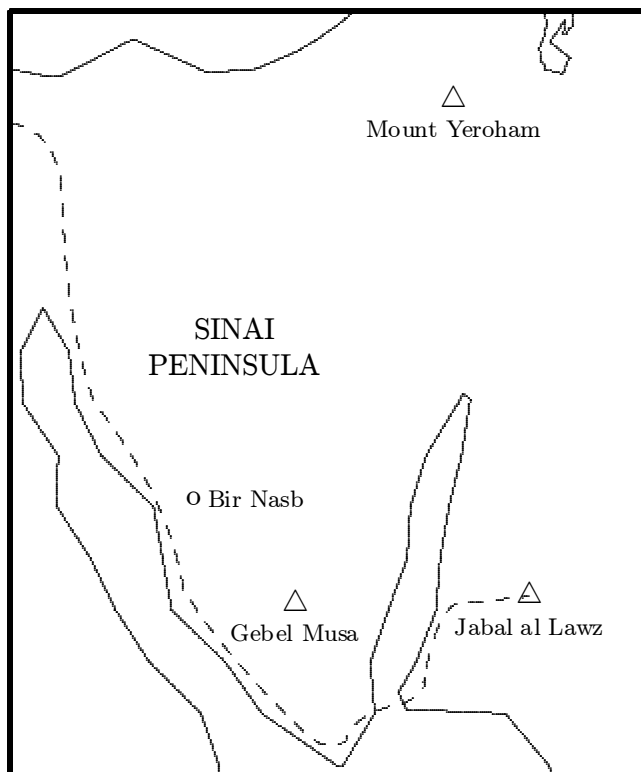 Mount Yeroham
SINAI
PENINSULA
Bir Nasb
Gebel Musa
Jabal al Lawz